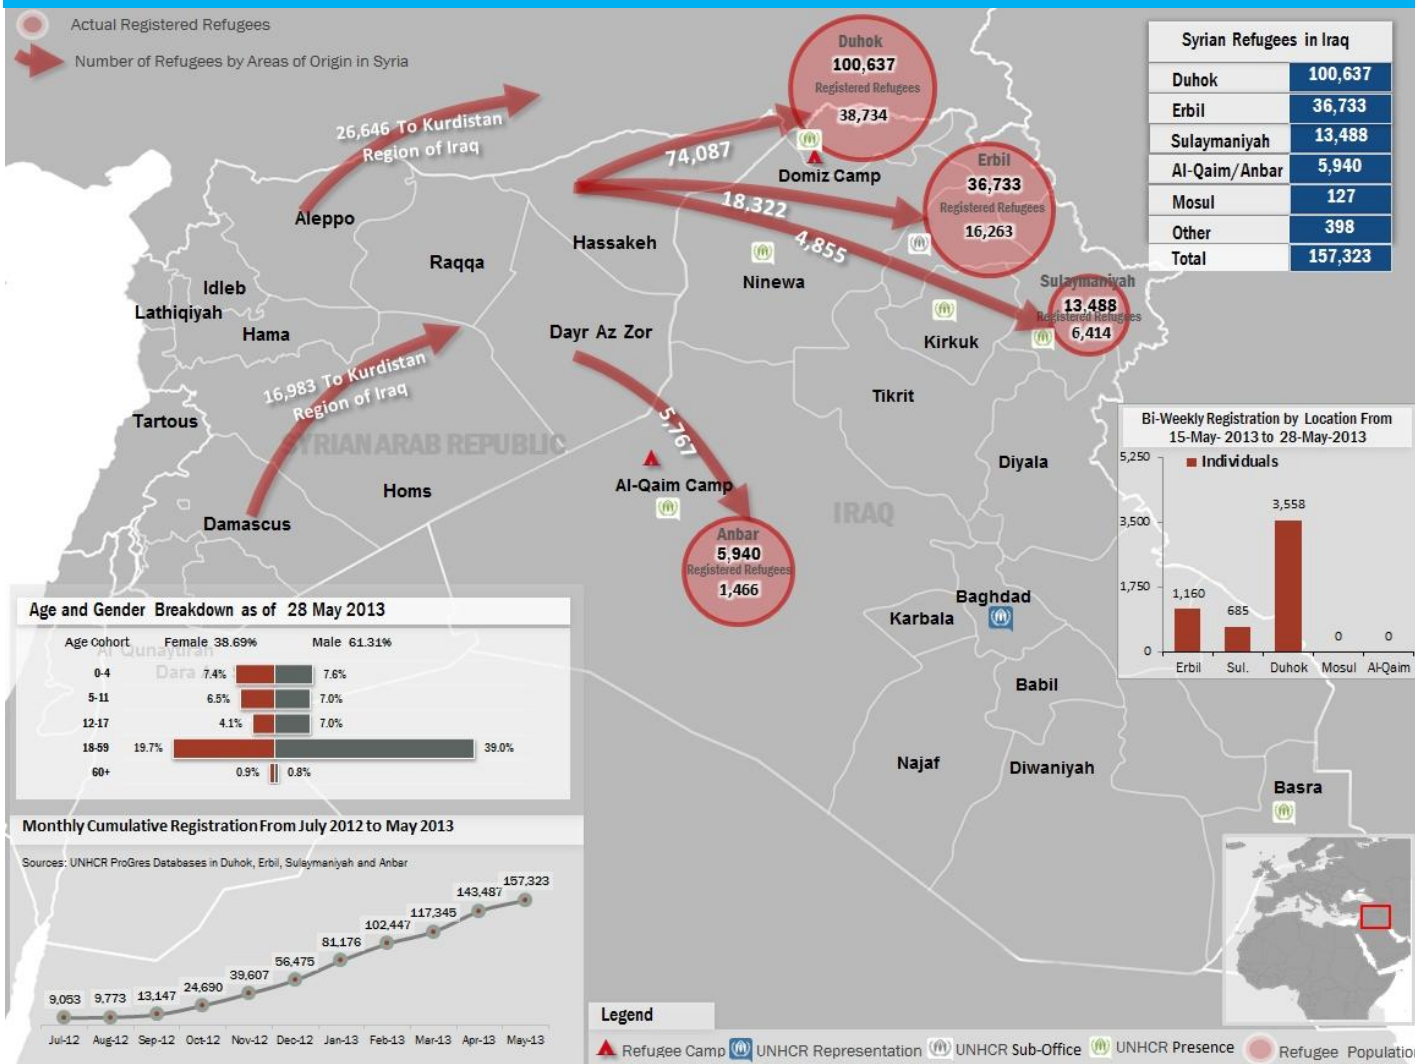 Actual Registered Refugees
Number of Refugees by Areas of Origin in Syria
26,646 To Kurdistan
Region of Iraq
16,983 To Kurdistan
Region of Iraq
74,087
18,322
4,855
5,767
Duhok
100,637
Registered Refugees
38,734
Erbil
36,733
Registered Refugees
16,263
Sulaymaniyah
13,488
Registered Refugees
6,414
Anbar
5,940
Registered Refugees
1,466
Domiz Camp
Aleppo
Hassakeh
Raqqa
Ninewa
Idleb
Lathiqiyah
Hama
Dayr Az Zor
Kirkuk
Tikrit
Tartous
SYRIAN ARAB REPUBLIC
Homs
Al-Qaim Camp
Diyala
IRAQ
Damascus
Baghdad
Karbala
Babil
Najaf
Diwaniyah
Basra
Al Qunaytirah
Syrian Refugees in Iraq
Duhok 100,637
Erbil 36,733
Sulaymaniyah 13,488
Al-Qaim/Anbar 5,940
Mosul 127
Other 398
Total 157,323
Bi-Weekly Registration by Location From
15-May- 2013 to 28-May-2013
Individuals
5,250
3,500
1,750
0
1,160
685
3,558
0
0
Erbil Sul. Duhok Mosul Al-Qaim
Age and Gender Breakdown as of 28 May 2013
Age Cohort Female 38.69% Male 61.31%
0-4 7.4% 7.6%
5-11 6.5% 7.0%
12-17 4.1% 7.0%
18-59 19.7% 39.0%
60+ 0.9% 0.8%
Monthly Cumulative Registration From July 2012 to May 2013
Sources: UNHCR ProGres Databases in Duhok, Erbil, Sulaymaniyah and Anbar
9,053 9,773 13,147 24,690 39,607 56,475 81,176 102,447 117,345 143,487 157,323
Jul-12 Aug-12 Sep-12 Oct-12 Nov-12 Dec-12 Jan-13 Feb-13 Mar-13 Apr-13 May-13
Legend
Refugee Camp UNHCR Representation UNHCR Sub-Office UNHCR Presence Refugee Populatio